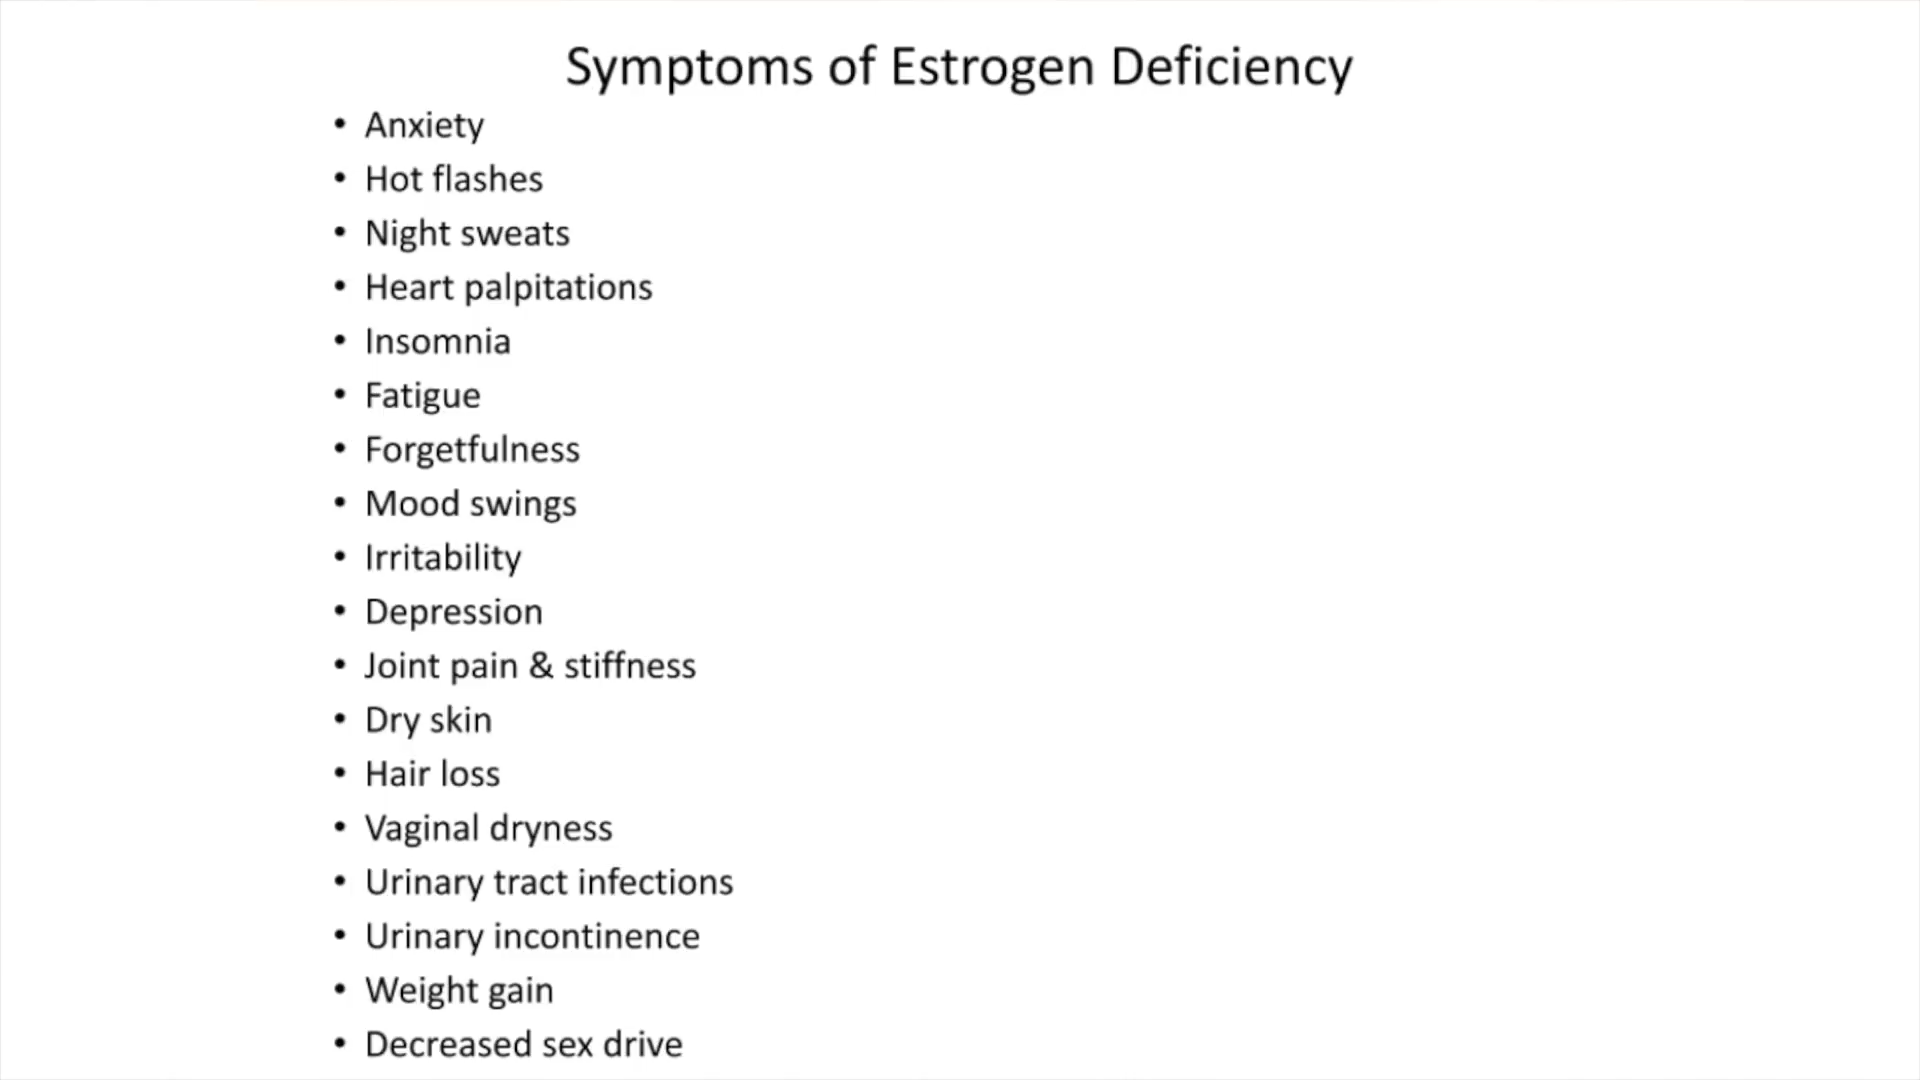 Symptoms of Estrogen Deficiency
• Anxiety
• Hot flashes
• Night sweats
• Heart palpitations
• Insomnia
• Fatigue
• Forgetfulness
• Mood swings
• Irritability
• Depression
• Joint pain & stiffness
• Dry skin
• Hair loss
• Vaginal dryness
• Urinary tract infections
• Urinary incontinence
• Weight gain
• Decreased sex drive